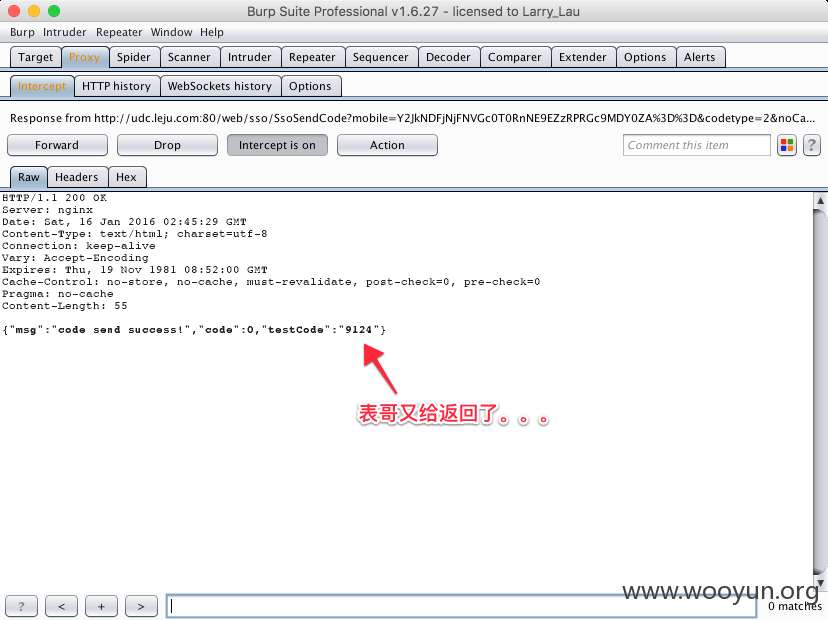 Burp Suite Professional v1.6.27 - licensed to Larry_Lau
Burp Intruder Repeater Window Help
Target Proxy Spider Scanner Intruder Repeater Sequencer Decoder Comparer Extender Options Alerts
Intercept HTTP history WebSockets history Options
Response from http://udc.leju.com:80/web/sso/SsoSendCode?mobile=Y2JkNDFjNjFNVGc0T0RnNE9EZzRPRGc9MDY0ZA%3D%3D&codetype=2&noCa...
Forward Drop Intercept is on Action Comment this item ?
Raw Headers Hex
HTTP/1.1 200 OK
Server: nginx
Date: Sat, 16 Jan 2016 02:45:29 GMT
Content-Type: text/html; charset=utf-8
Connection: keep-alive
Vary: Accept-Encoding
Expires: Thu, 19 Nov 1981 08:52:00 GMT
Cache-Control: no-store, no-cache, must-revalidate, post-check=0, pre-check=0
Pragma: no-cache
Content-Length: 55
{"msg":"code send success!","code":0,"testCode":"9124"}
表哥又给返回了。。。
www.wooyun.org
? < + > 0 matches